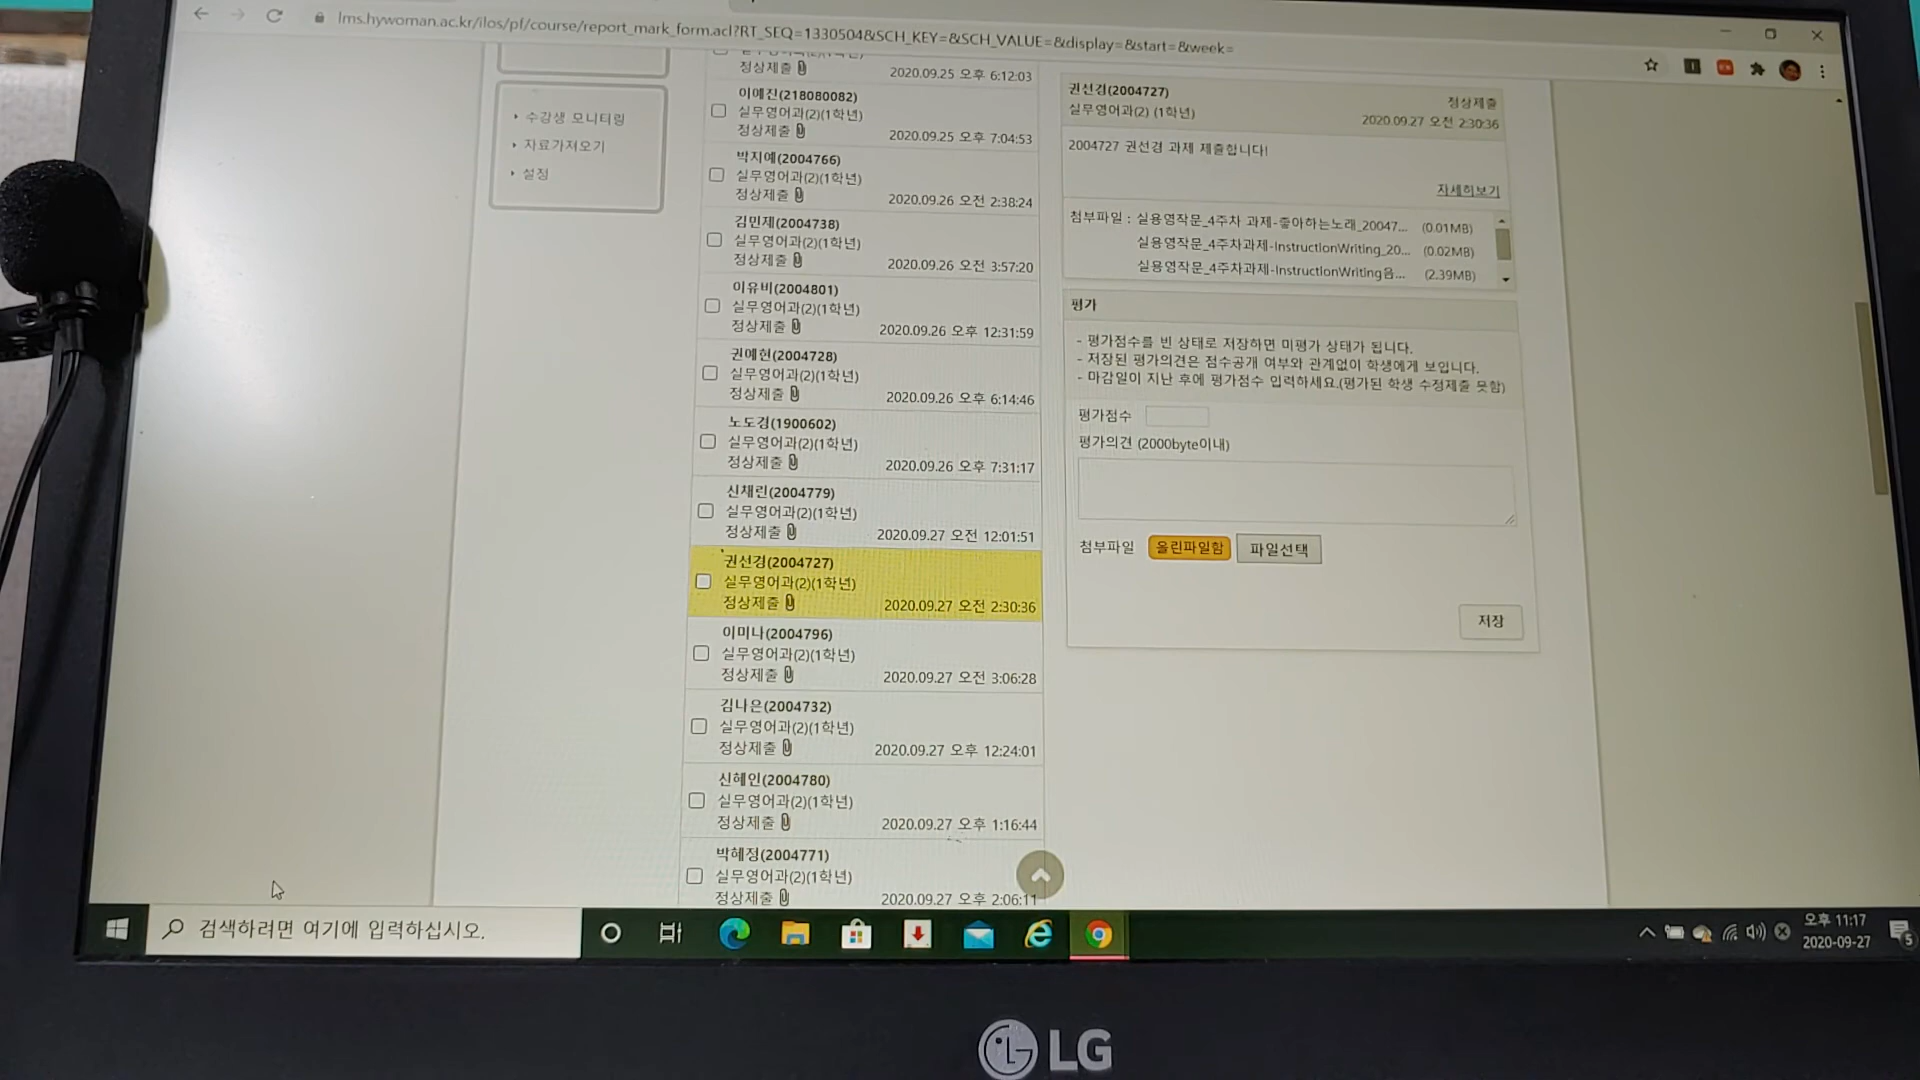 lms.hywoman.ac.kr/ilos/pf/course/report_mark_form.acl?RT_SEQ=1330504&SCH_KEY=&SCH_VALUE=&display=&start=&week=
수강생 모니터링
자료가져오기
설정
정상제출
2020.09.25 오후 6:12:03
이예진(218080082)
실무영어과(2)(1학년)
정상제출
2020.09.25 오후 7:04:53
박지예(2004766)
실무영어과(2)(1학년)
정상제출
2020.09.26 오전 2:38:24
김민제(2004738)
실무영어과(2)(1학년)
정상제출
2020.09.26 오전 3:57:20
이유비(2004801)
실무영어과(2)(1학년)
정상제출
2020.09.26 오후 12:31:59
권예현(2004728)
실무영어과(2)(1학년)
정상제출
2020.09.26 오후 6:14:46
노도경(1900602)
실무영어과(2)(1학년)
정상제출
2020.09.26 오후 7:31:17
신채린(2004779)
실무영어과(2)(1학년)
정상제출
2020.09.27 오전 12:01:51
권선경(2004727)
실무영어과(2)(1학년)
정상제출
2020.09.27 오전 2:30:36
이미나(2004796)
실무영어과(2)(1학년)
정상제출
2020.09.27 오전 3:06:28
김나은(2004732)
실무영어과(2)(1학년)
정상제출
2020.09.27 오후 12:24:01
신혜인(2004780)
실무영어과(2)(1학년)
정상제출
2020.09.27 오후 1:16:44
박혜정(2004771)
실무영어과(2)(1학년)
정상제출
2020.09.27 오후 2:06:11
권선경(2004727)
실무영어과(2) (1학년)
정상제출
2020.09.27 오전 2:30:36
2004727 권선경 과제 제출합니다!
자세히보기
첨부파일 : 실용영작문_4주차 과제-좋아하는노래_20047... (0.01MB)
실용영작문_4주차과제-InstructionWriting_20... (0.02MB)
실용영작문_4주차과제-InstructionWriting음... (2.39MB)
평가
- 평가점수를 빈 상태로 저장하면 미평가 상태가 됩니다.
- 저장된 평가의견은 점수공개 여부와 관계없이 학생에게 보입니다.
- 마감일이 지난 후에 평가점수 입력하세요.(평가된 학생 수정제출 못함)
평가점수
평가의견 (2000byte이내)
첨부파일 올린파일함 파일선택
저장
검색하려면 여기에 입력하십시오.
오후 11:17
2020-09-27
5
LG